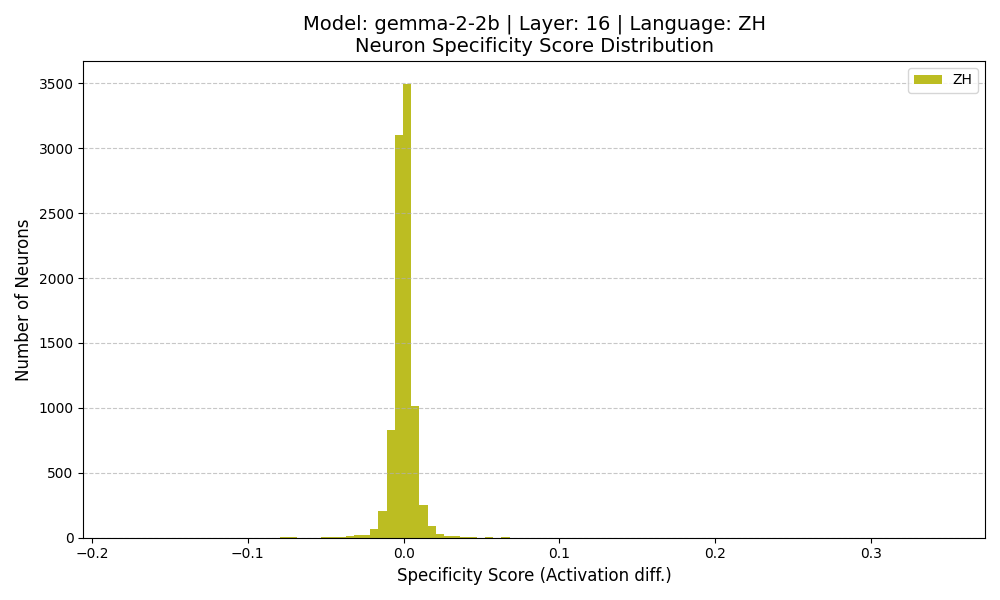 Model: gemma-2-2b | Layer: 16 | Language: ZH
Neuron Specificity Score Distribution
ZH
3500
3000
2500
2000
1500
1000
500
0
Number of Neurons
−0.2
−0.1
0.0
0.1
0.2
0.3
Specificity Score (Activation diff.)